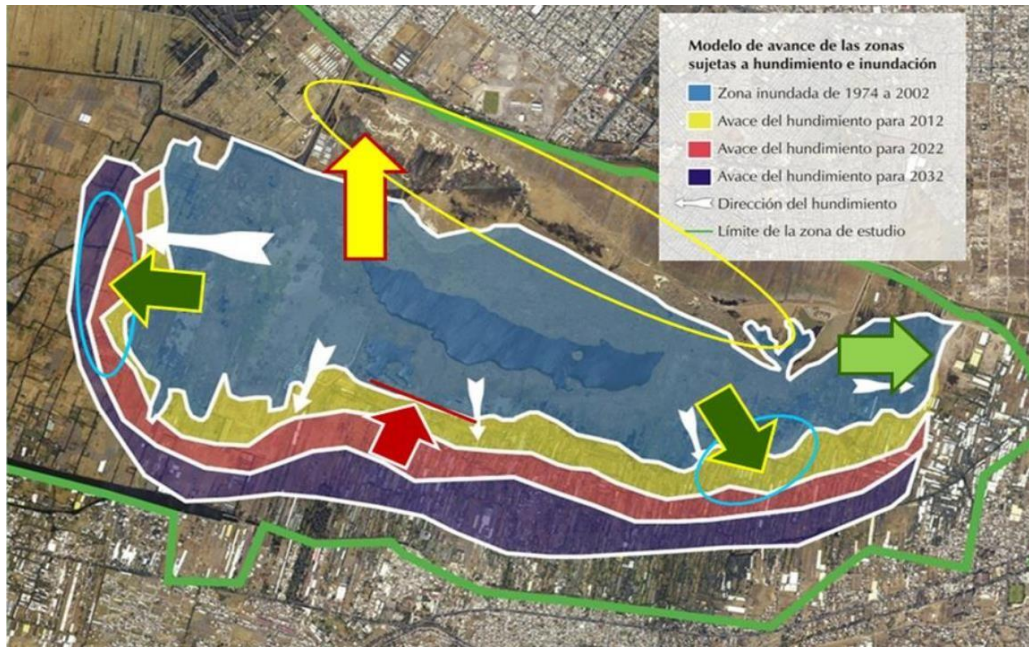 Modelo de avance de las zonas
sujetas a hundimiento e inundación
Zona inundada de 1974 a 2002
Avace del hundimiento para 2012
Avace del hundimiento para 2022
Avace del hundimiento para 2032
Dirección del hundimiento
Límite de la zona de estudio